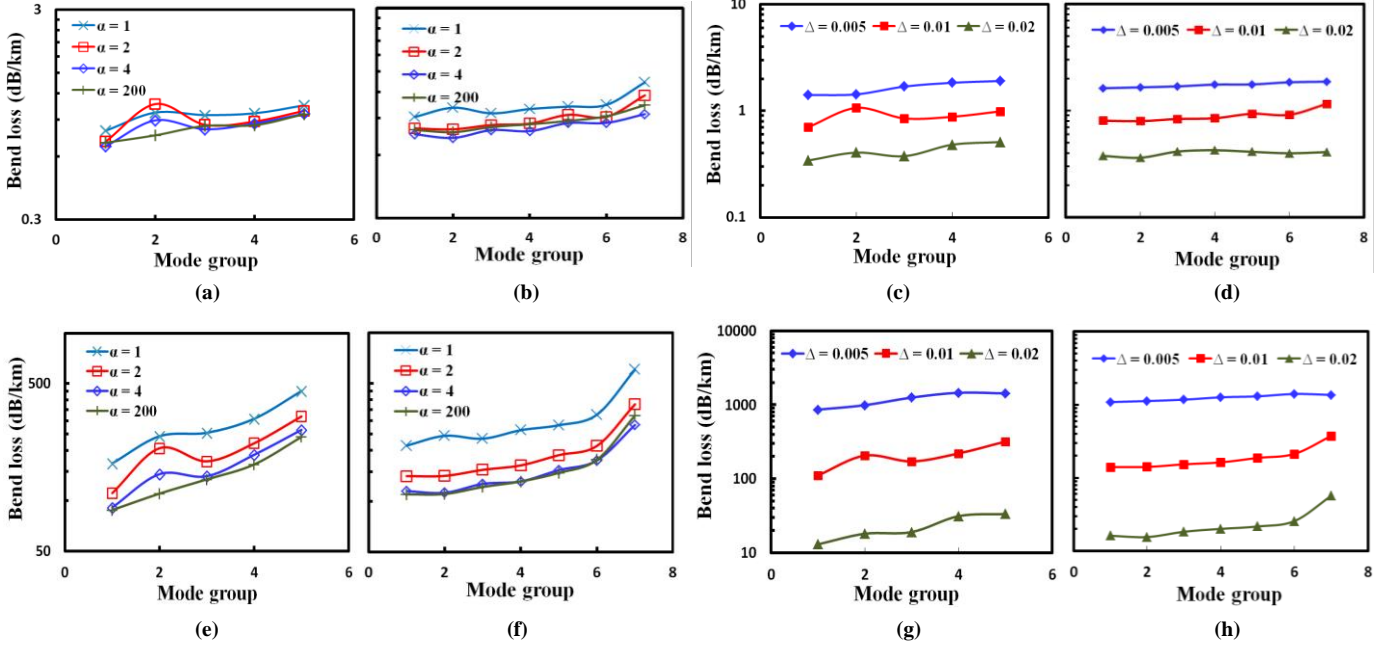 Bend loss (dB/km)
3
0.3
α = 1
α = 2
α = 4
α = 200
0 2 4 6
Mode group
(a)
α = 1
α = 2
α = 4
α = 200
0 2 4 6 8
Mode group
(b)
Bend loss (dB/km)
10
1
0.1
Δ = 0.005 Δ = 0.01 Δ = 0.02
0 2 4 6
Mode group
(c)
Δ = 0.005 Δ = 0.01 Δ = 0.02
0 2 4 6 8
Mode group
(d)
Bend loss (dB/km)
500
50
α = 1
α = 2
α = 4
α = 200
0 2 4 6
Mode group
(e)
α = 1
α = 2
α = 4
α = 200
0 2 4 6 8
Mode group
(f)
Bend loss (dB/km)
10000
1000
100
10
Δ = 0.005 Δ = 0.01 Δ = 0.02
0 2 4 6
Mode group
(g)
Δ = 0.005 Δ = 0.01 Δ = 0.02
0 2 4 6 8
Mode group
(h)